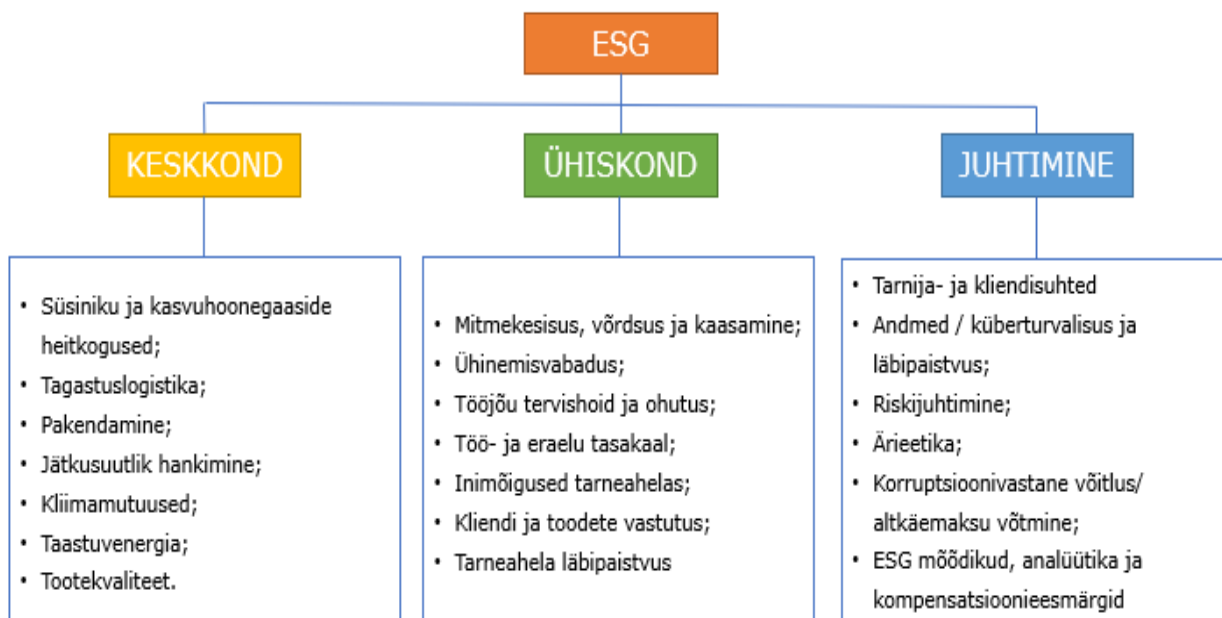 ESG
KESKKOND
ÜHISKOND
JUHTIMINE
• Süsiniku ja kasvuhoonegaaside
heitkogused;
• Tagastuslogistika;
• Pakendamine;
• Jätkusuutlik hankimine;
• Kliimamutuused;
• Taastuvenergia;
• Tootekvaliteet.
• Mitmekesisus, võrdsus ja kaasamine;
• Ühinemisvabadus;
• Tööjõu tervishoid ja ohutus;
• Töö- ja eraelu tasakaal;
• Inimõigused tarneahelas;
• Kliendi ja toodete vastutus;
• Tarneahela läbipaistvus
• Tarnija- ja kliendisuhted
• Andmed / küberturvalisus ja
läbipaistvus;
• Riskijuhtimine;
• Ärieetika;
• Korruptsioonivastane võitlus/
altkäemaksu võtmine;
• ESG mõõdikud, analüütika ja
kompensatsioonieesmärgid